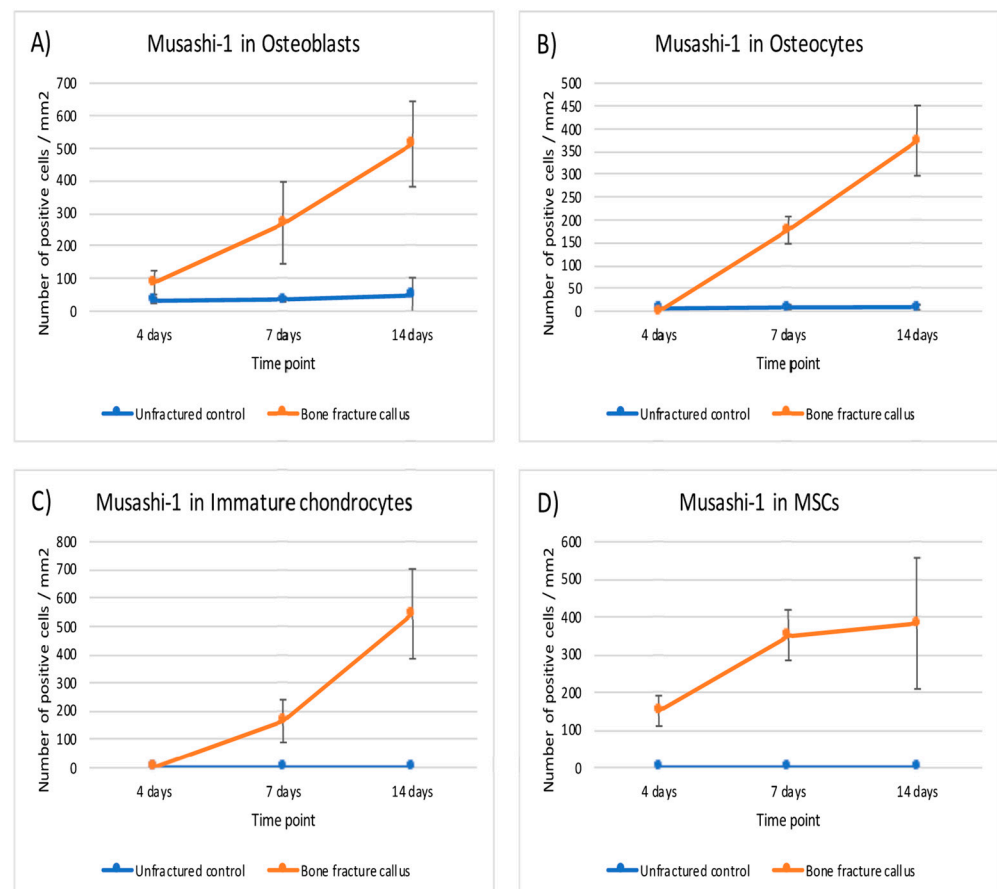 A)
Musashi-1 in Osteoblasts
Number of positive cells / mm2
700
600
500
400
300
200
100
0
4 days
7 days
14 days
Time point
Unfractured control
Bone fracture callus
B)
Musashi-1 in Osteocytes
Number of positive cells / mm2
500
450
400
350
300
250
200
150
100
50
0
4 days
7 days
14 days
Time point
Unfractured control
Bone fracture callus
C)
Musashi-1 in Immature chondrocytes
Number of positive cells / mm2
800
700
600
500
400
300
200
100
0
4 days
7 days
14 days
Time point
Unfractured control
Bone fracture callus
D)
Musashi-1 in MSCs
Number of positive cells / mm2
600
500
400
300
200
100
0
4 days
7 days
14 days
Time point
Unfractured control
Bone fracture callus